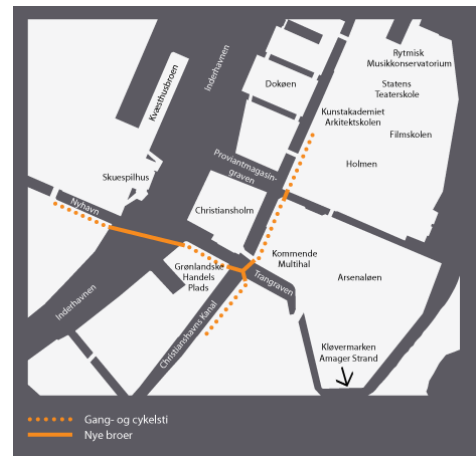 Inderhavnen
Kvæsthusbroen
Dokøen
Rytmisk
Musikkonservatorium
Statens
Teaterskole
Kunstakademiet
Arkitektskolen
Filmskolen
Holmen
Proviantmagasin-
graven
Skuespilhus
Nyhavn
Christiansholm
Kommende
Multihal
Grønlandske
Handels
Plads
Trangraven
Arsenaløen
Inderhavnen
Christianshavns Kanal
Kløvermarken
Amager Strand
Gang- og cykelsti
Nye broer